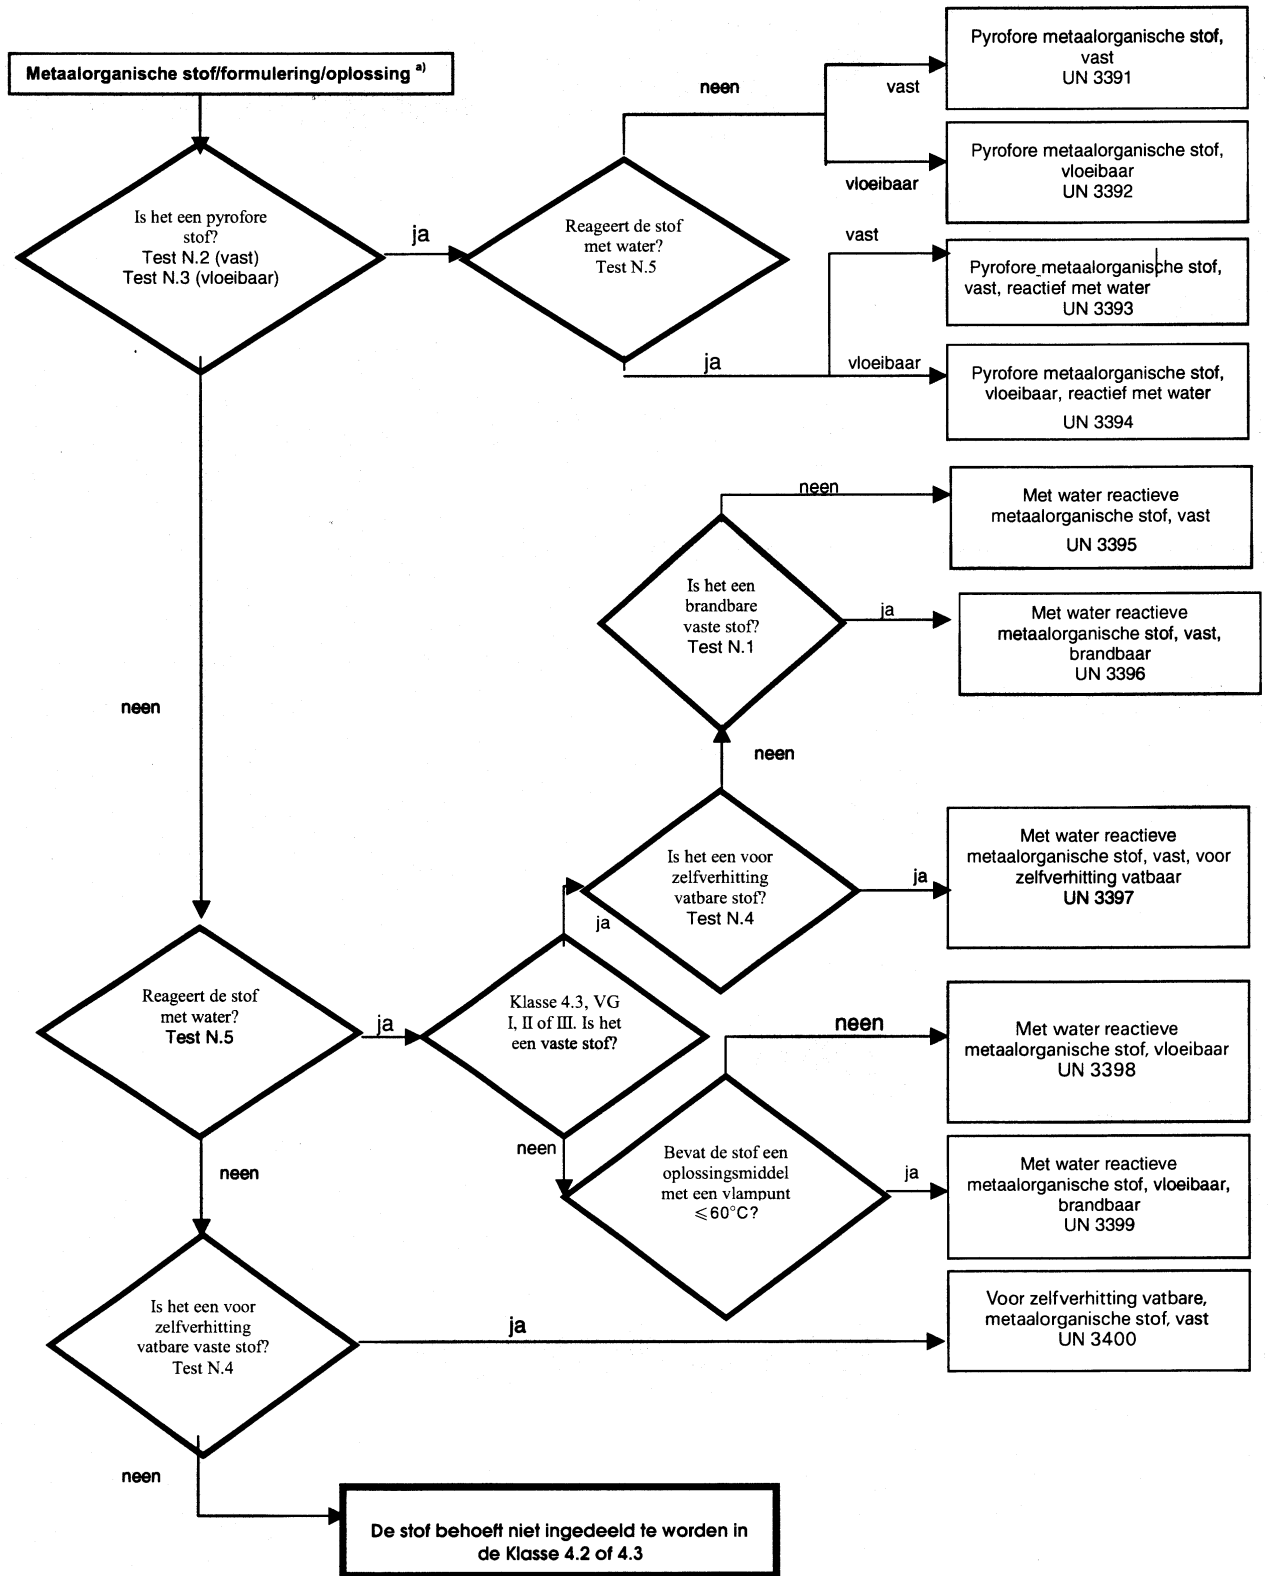 Metaalorganische stof/formulering/oplossing a)
Is het een pyrofore
stof?
Test N.2 (vast)
Test N.3 (vloeibaar)
ja
Reageert de stof
met water?
Test N.5
neen
vast
Pyrofore metaalorganische stof,
vast
UN 3391
vloeibaar
Pyrofore metaalorganische stof,
vloeibaar
UN 3392
vast
Pyrofore metaalorganische stof,
vast, reactief met water
UN 3393
ja
vloeibaar
Pyrofore metaalorganische stof,
vloeibaar, reactief met water
UN 3394
neen
Met water reactieve
metaalorganische stof, vast
UN 3395
Is het een
brandbare
vaste stof?
Test N.1
ja
Met water reactieve
metaalorganische stof, vast,
brandbaar
UN 3396
neen
neen
Is het een voor
zelfverhitting
vatbare stof?
Test N.4
ja
Met water reactieve
metaalorganische stof, vast, voor
zelfverhitting vatbaar
UN 3397
ja
Reageert de stof
met water?
Test N.5
ja
Klasse 4.3, VG
I, II of III. Is het
een vaste stof?
neen
Met water reactieve
metaalorganische stof, vloeibaar
UN 3398
neen
Bevat de stof een
oplossingsmiddel
met een vlampunt
⩽60°C?
ja
Met water reactieve
metaalorganische stof, vloeibaar,
brandbaar
UN 3399
neen
Is het een voor
zelfverhitting
vatbare vaste stof?
Test N.4
ja
Voor zelfverhitting vatbare,
metaalorganische stof, vast
UN 3400
neen
De stof behoeft niet ingedeeld te worden in
de Klasse 4.2 of 4.3